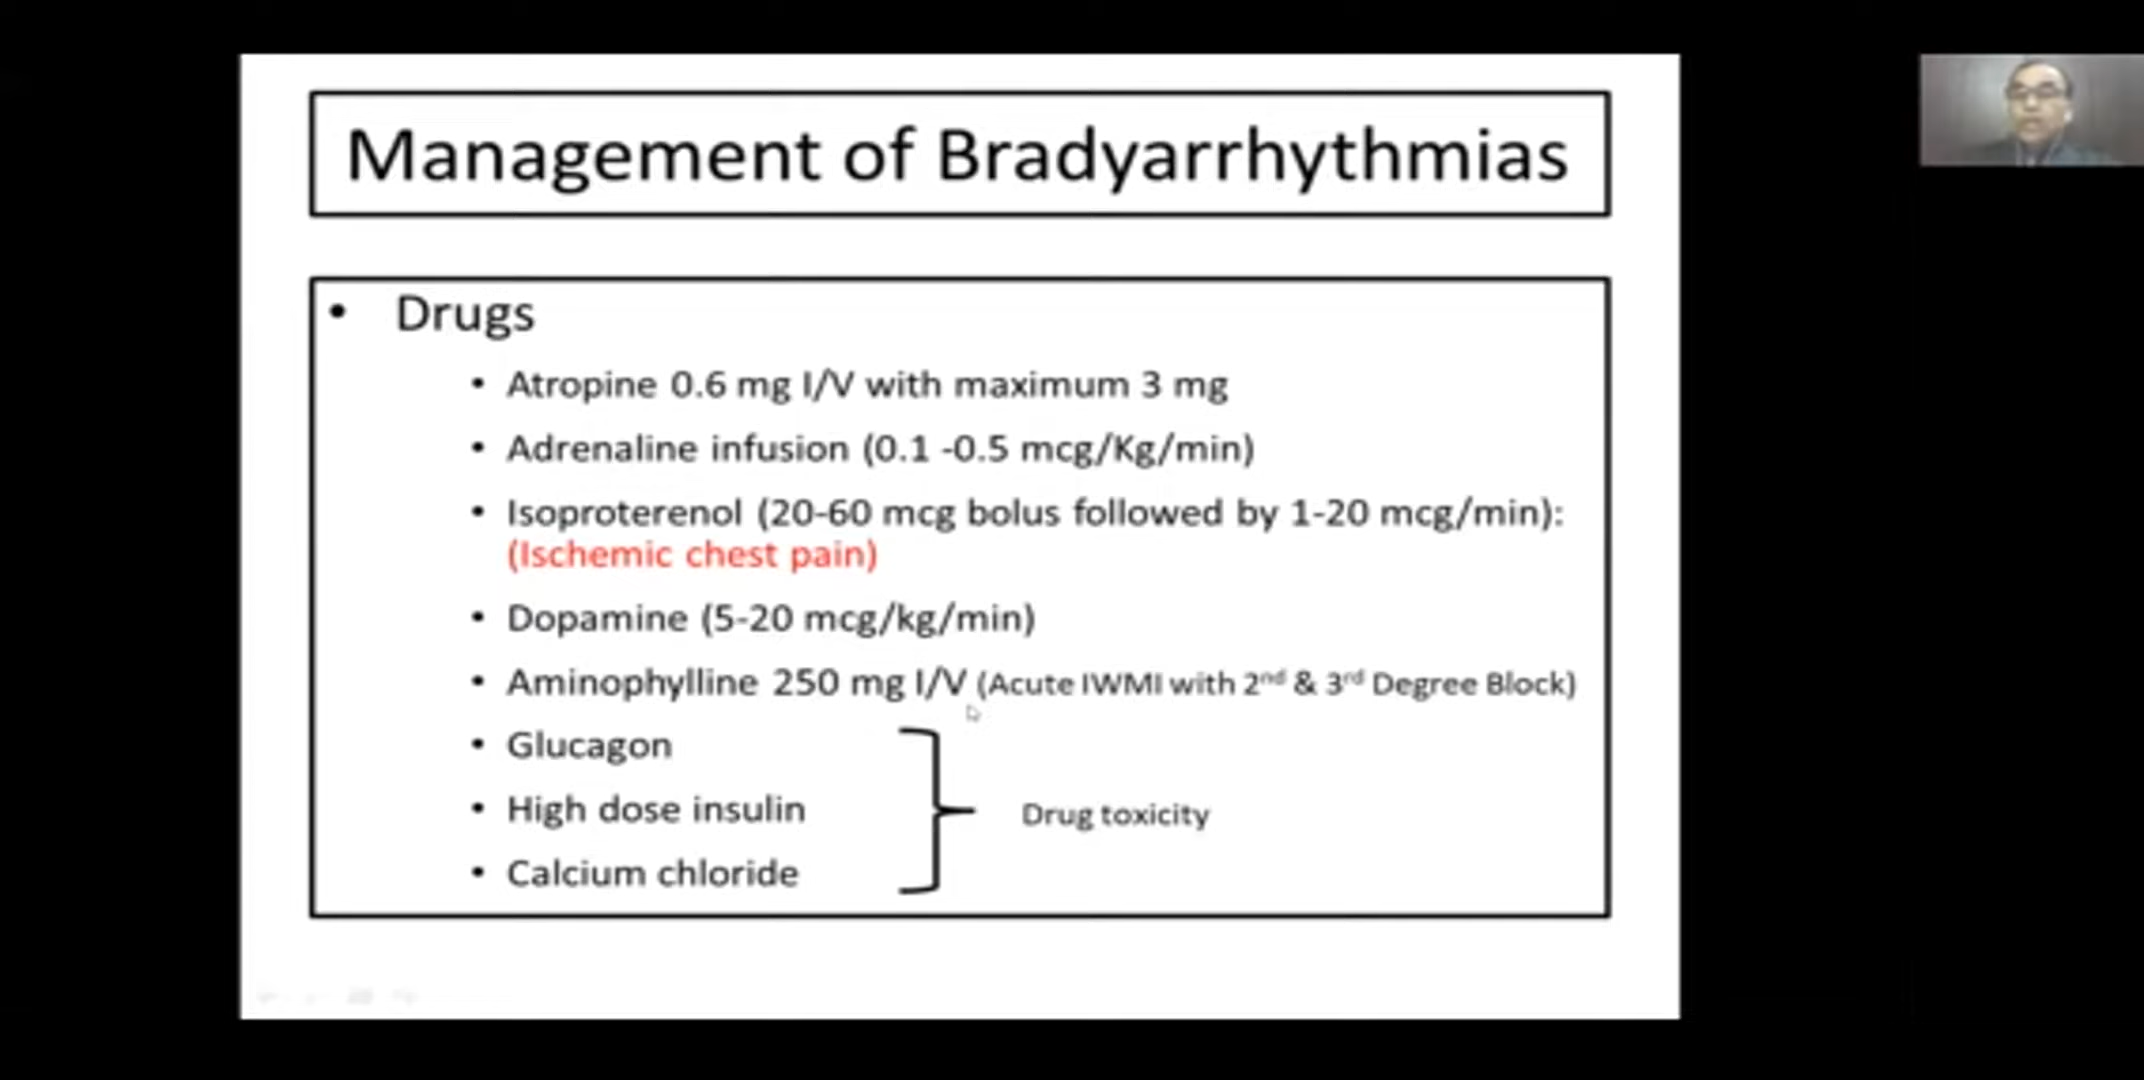 Management of Bradyarrhythmias
• Drugs
• Atropine 0.6 mg I/V with maximum 3 mg
• Adrenaline infusion (0.1 -0.5 mcg/Kg/min)
• Isoproterenol (20-60 mcg bolus followed by 1-20 mcg/min):
(Ischemic chest pain)
• Dopamine (5-20 mcg/kg/min)
• Aminophylline 250 mg I/V (Acute IWMI with 2nd & 3rd Degree Block)
• Glucagon
• High dose insulin
• Calcium chloride
Drug toxicity